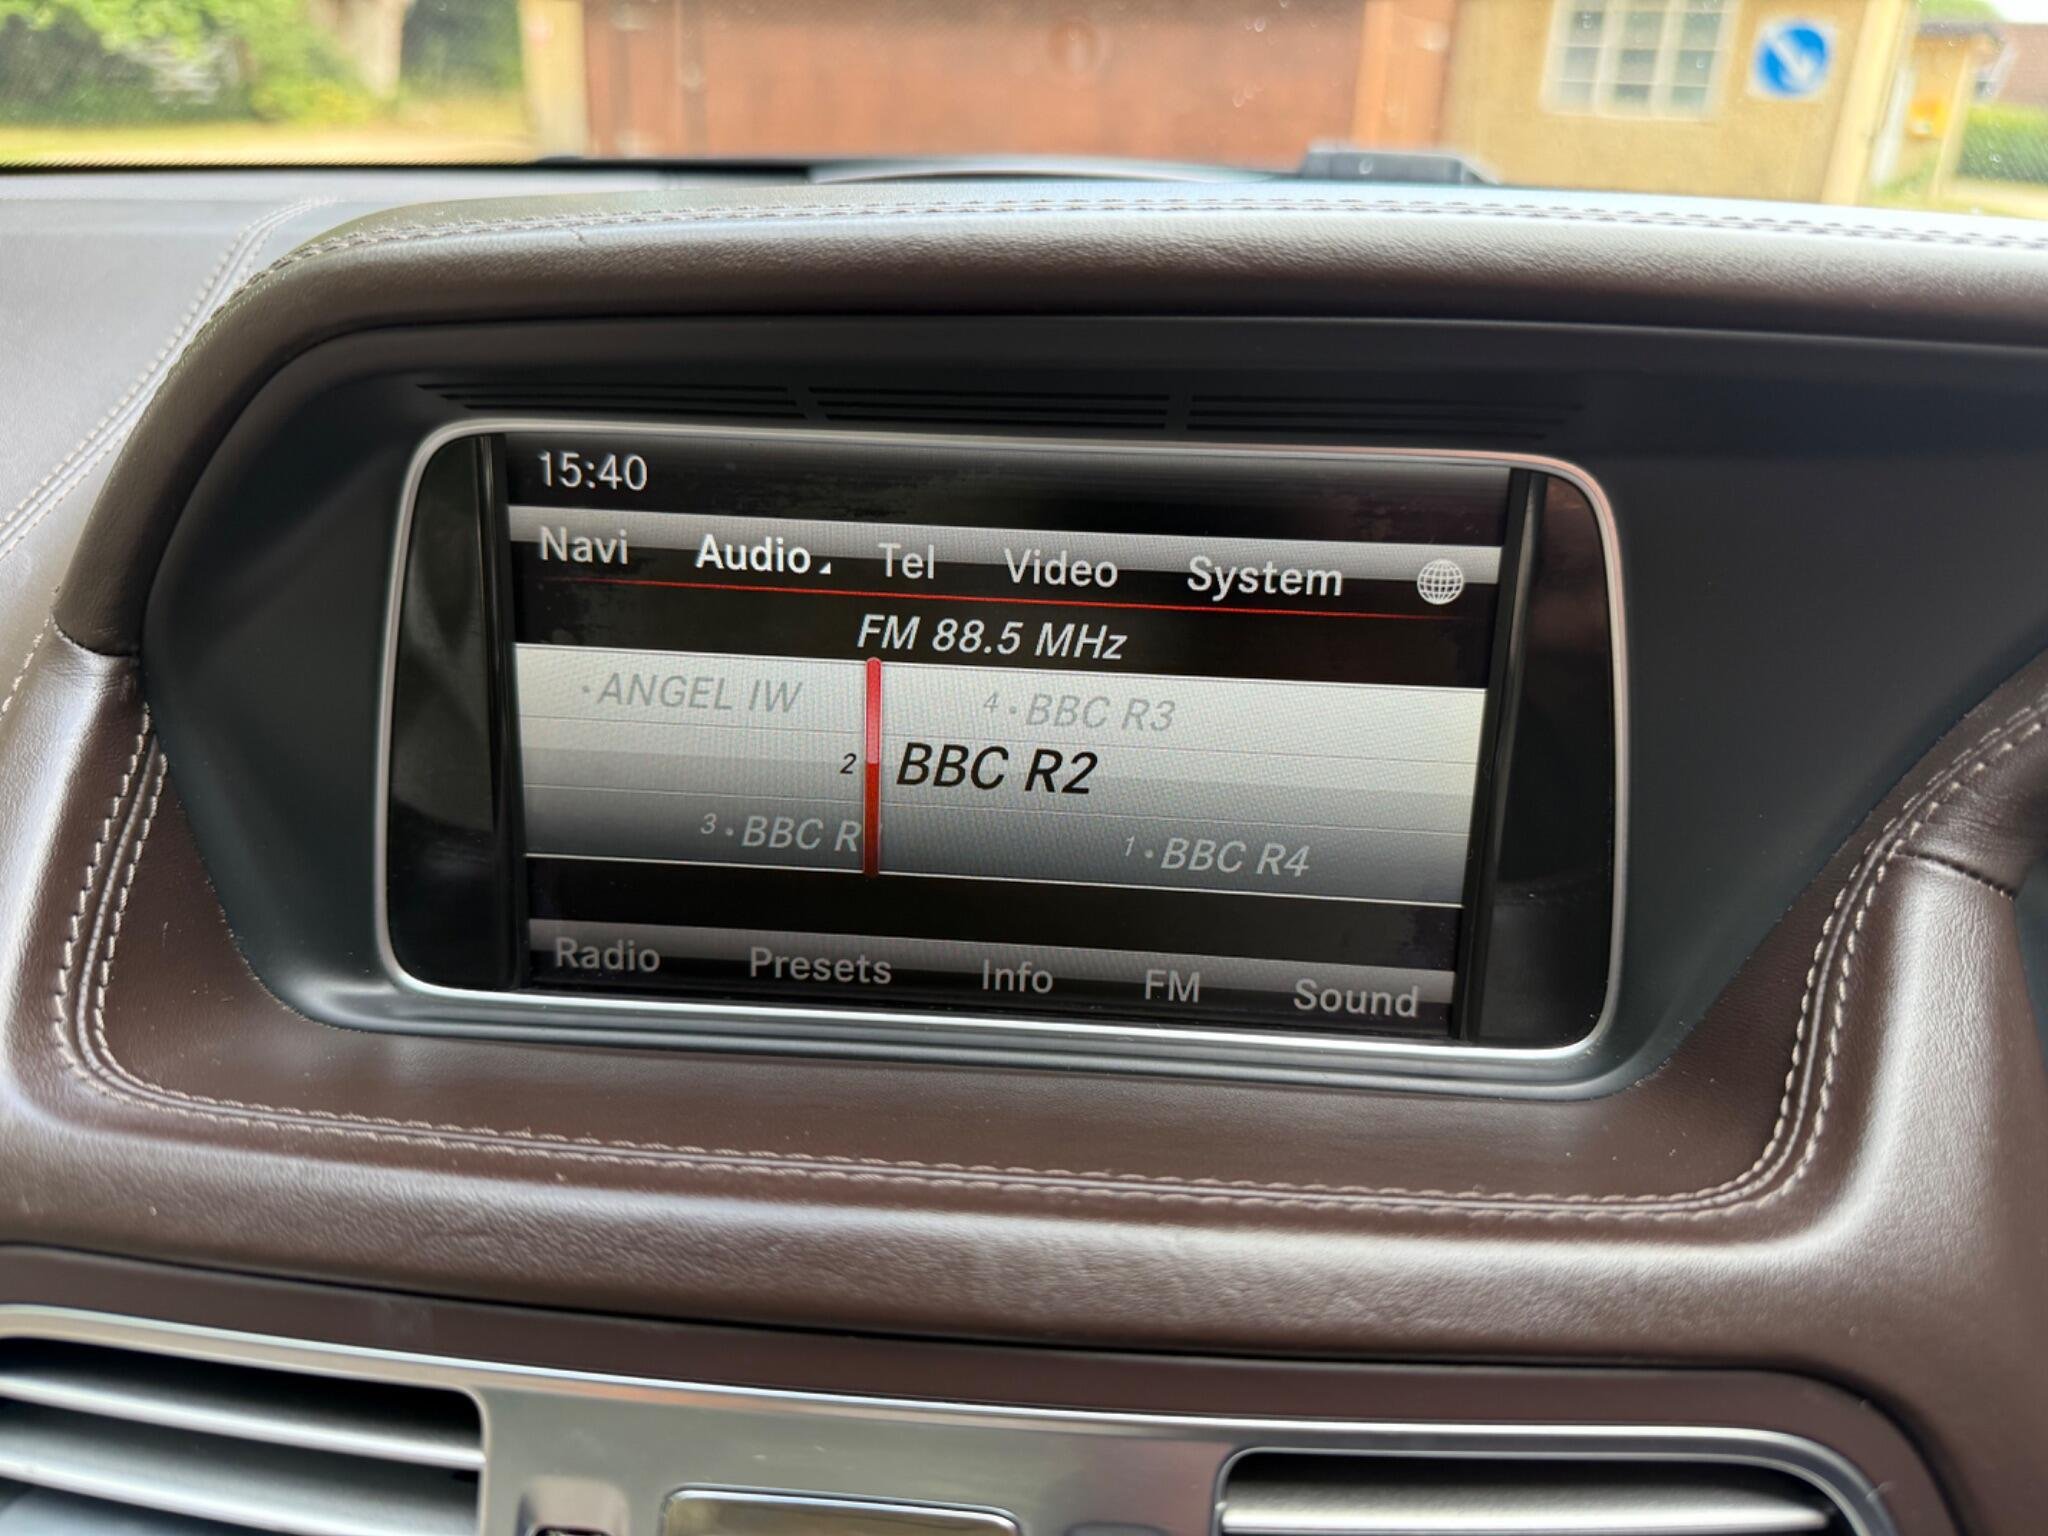 15:40
Navi Audio Tel Video System
FM 88.5 MHz
• ANGEL IW 4 • BBC R3
2 BBC R2
3 • BBC R 1 • BBC R4
Radio Presets Info FM Sound